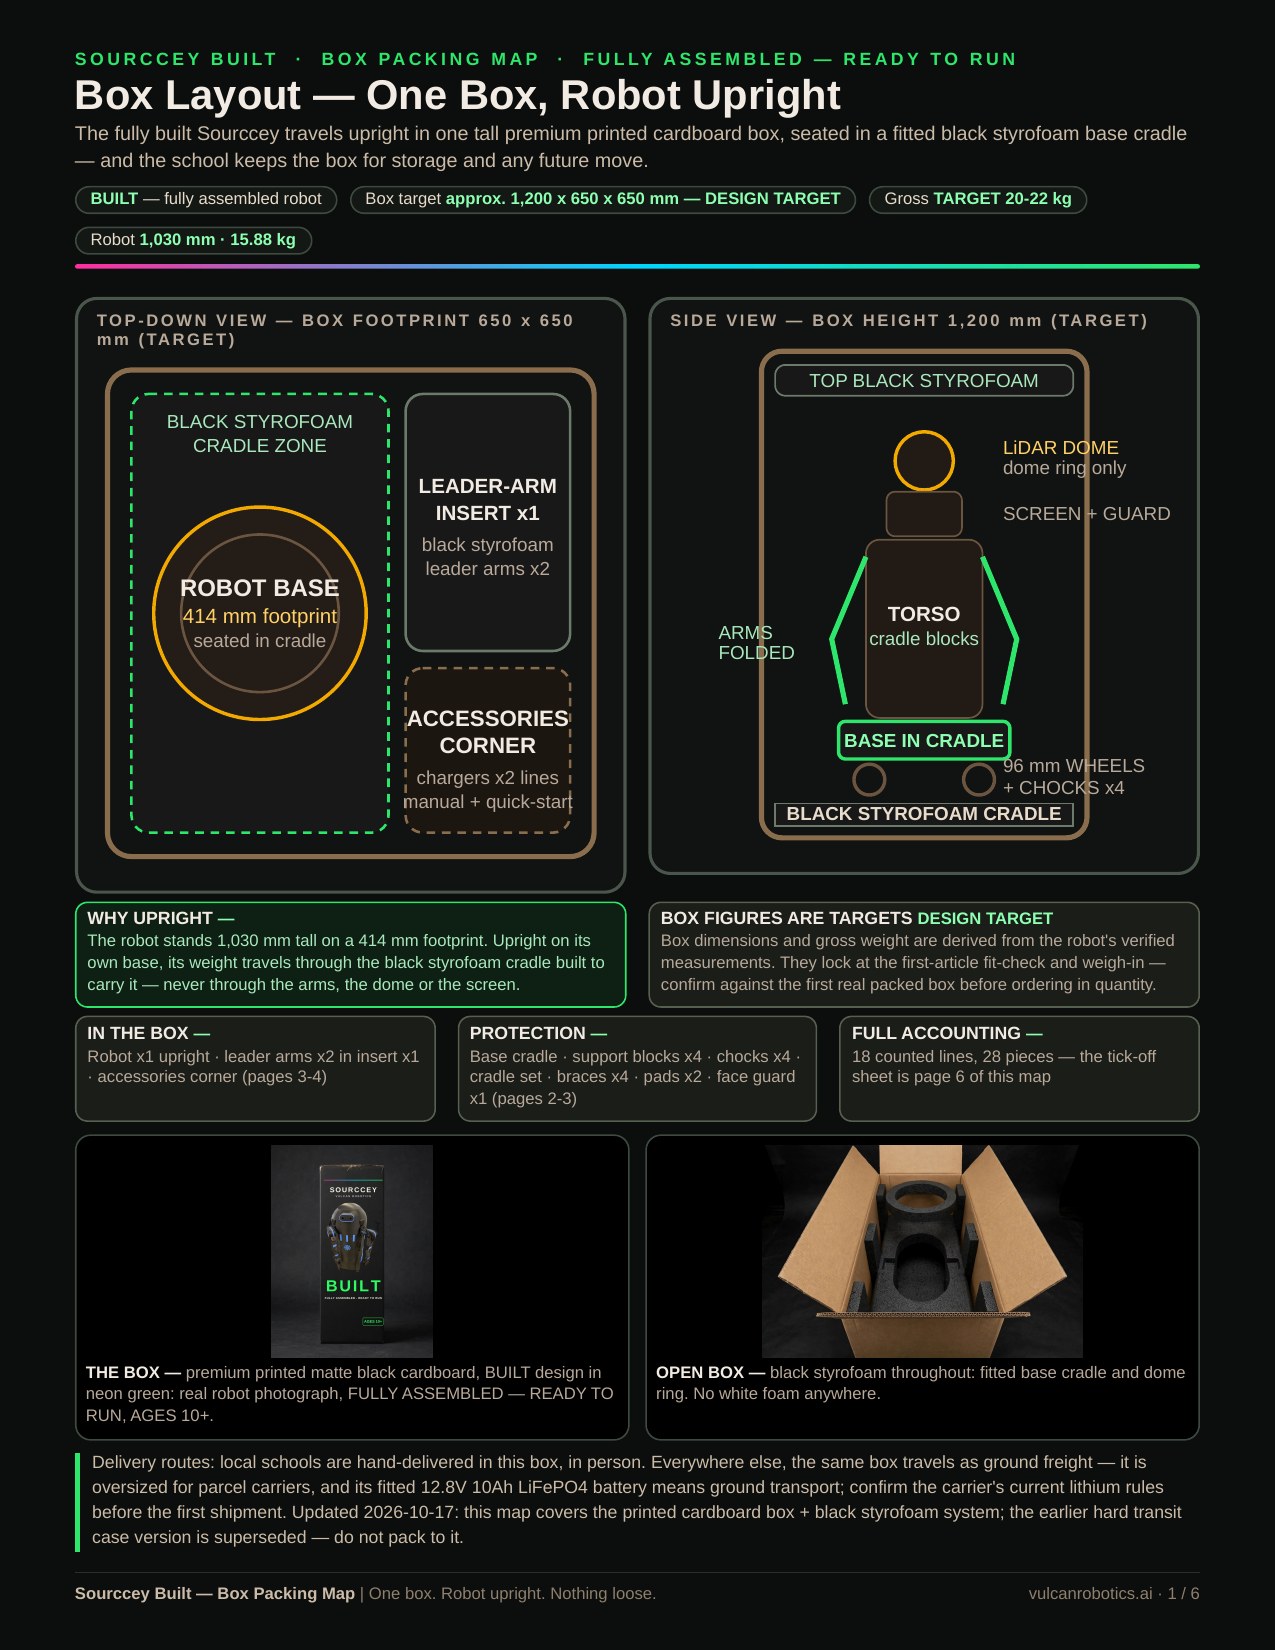 SOURCCEY BUILT · BOX PACKING MAP · FULLY ASSEMBLED — READY TO RUN
Box Layout — One Box, Robot Upright
The fully built Sourccey travels upright in one tall premium printed cardboard box, seated in a fitted black styrofoam base cradle
— and the school keeps the box for storage and any future move.
BUILT — fully assembled robot
Box target approx. 1,200 x 650 x 650 mm — DESIGN TARGET
Gross TARGET 20-22 kg
Robot 1,030 mm · 15.88 kg
TOP-DOWN VIEW — BOX FOOTPRINT 650 x 650
mm (TARGET)
BLACK STYROFOAM
CRADLE ZONE
ROBOT BASE
414 mm footprint
seated in cradle
LEADER-ARM
INSERT x1
black styrofoam
leader arms x2
ACCESSORIES
CORNER
chargers x2 lines
manual + quick-start
SIDE VIEW — BOX HEIGHT 1,200 mm (TARGET)
TOP BLACK STYROFOAM
LiDAR DOME
dome ring only
SCREEN + GUARD
TORSO
cradle blocks
ARMS
FOLDED
BASE IN CRADLE
96 mm WHEELS
+ CHOCKS x4
BLACK STYROFOAM CRADLE
WHY UPRIGHT —
The robot stands 1,030 mm tall on a 414 mm footprint. Upright on its
own base, its weight travels through the black styrofoam cradle built to
carry it — never through the arms, the dome or the screen.
BOX FIGURES ARE TARGETS DESIGN TARGET
Box dimensions and gross weight are derived from the robot's verified
measurements. They lock at the first-article fit-check and weigh-in —
confirm against the first real packed box before ordering in quantity.
IN THE BOX —
Robot x1 upright · leader arms x2 in insert x1
· accessories corner (pages 3-4)
PROTECTION —
Base cradle · support blocks x4 · chocks x4 ·
cradle set · braces x4 · pads x2 · face guard
x1 (pages 2-3)
FULL ACCOUNTING —
18 counted lines, 28 pieces — the tick-off
sheet is page 6 of this map
SOURCCEY
BUILT
FULLY ASSEMBLED - READY TO RUN
AGES 10+
THE BOX — premium printed matte black cardboard, BUILT design in
neon green: real robot photograph, FULLY ASSEMBLED — READY TO
RUN, AGES 10+.
OPEN BOX — black styrofoam throughout: fitted base cradle and dome
ring. No white foam anywhere.
Delivery routes: local schools are hand-delivered in this box, in person. Everywhere else, the same box travels as ground freight — it is
oversized for parcel carriers, and its fitted 12.8V 10Ah LiFePO4 battery means ground transport; confirm the carrier's current lithium rules
before the first shipment. Updated 2026-10-17: this map covers the printed cardboard box + black styrofoam system; the earlier hard transit
case version is superseded — do not pack to it.
Sourccey Built — Box Packing Map | One box. Robot upright. Nothing loose.
vulcanrobotics.ai · 1 / 6